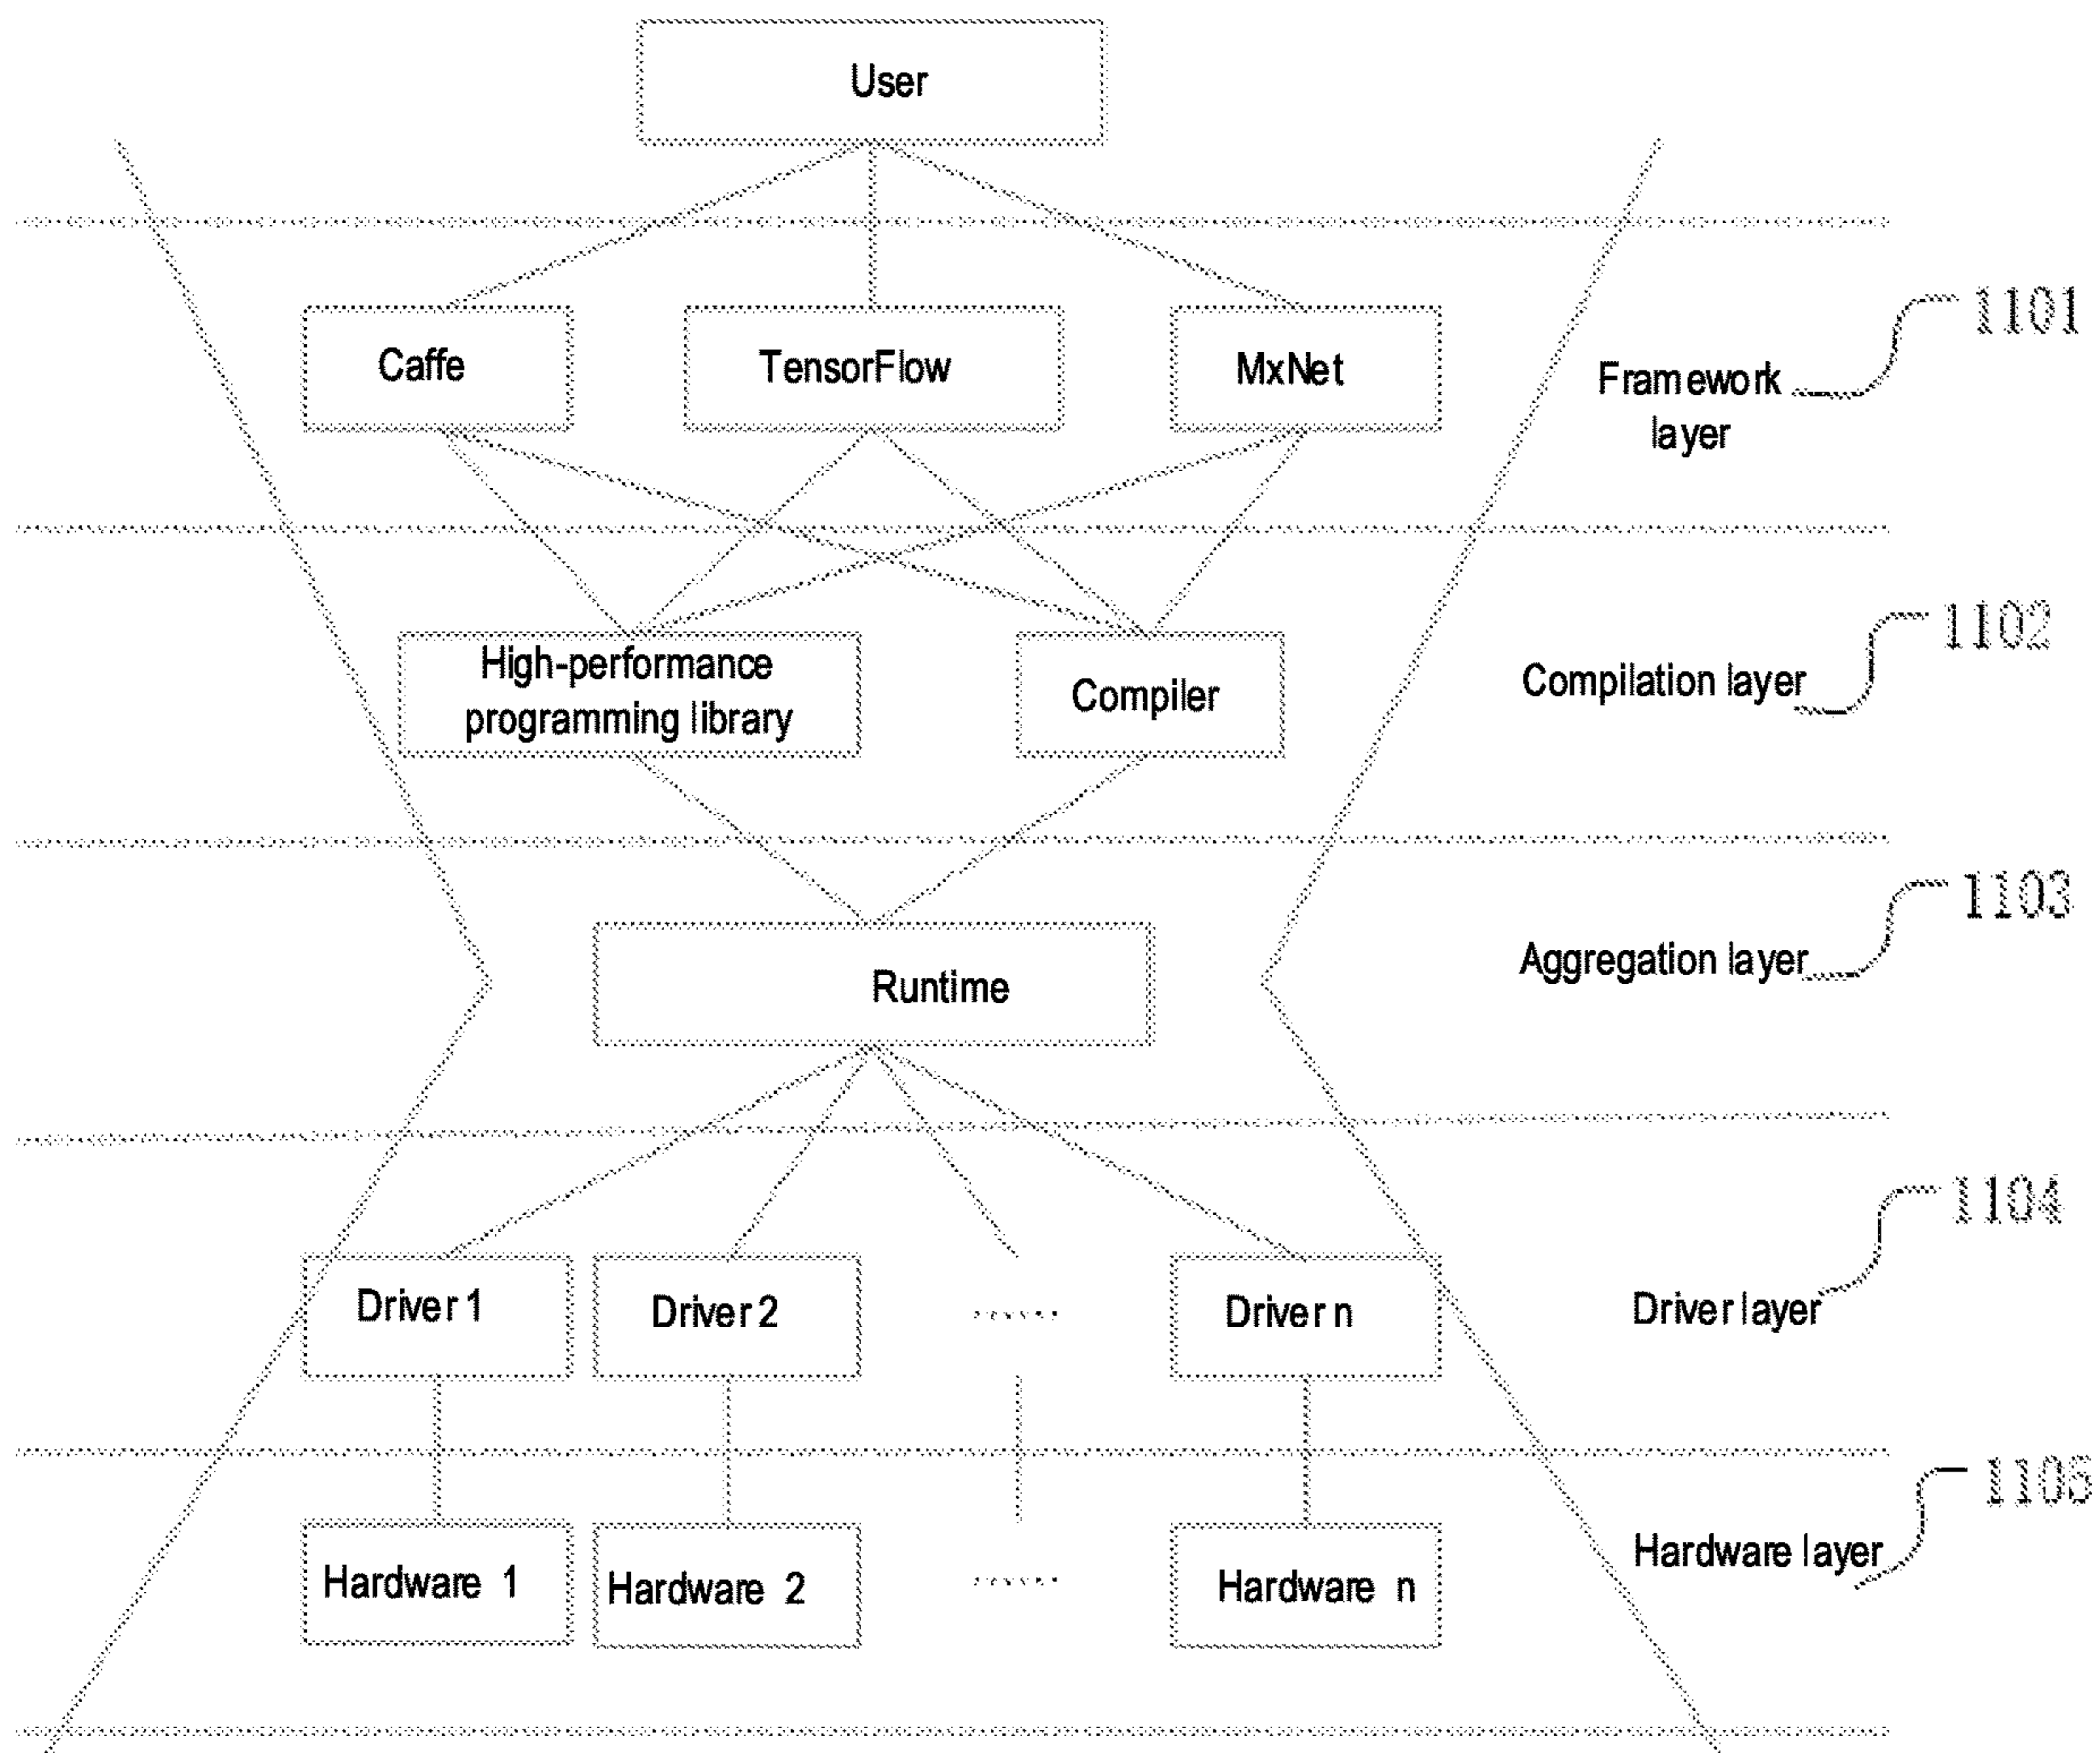 User
Caffe
TensorFlow
MxNet
Framework
layer
1101
High-performance
programming library
Compiler
Compilation layer
1102
Runtime
Aggregation layer
1103
Driver 1
Driver 2
......
Driver n
Driver layer
1104
Hardware 1
Hardware 2
......
Hardware n
Hardware layer
1105